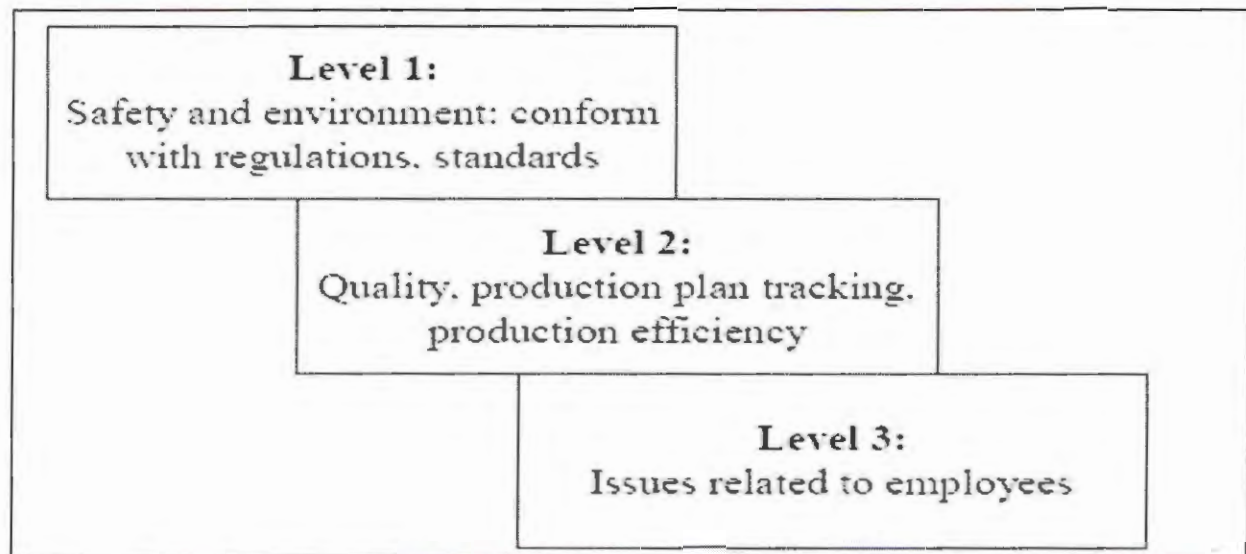 Level 1:
Safety and environment: conform
with regulations. standards
Level 2:
Quality. production plan tracking.
production efficiency
Level 3:
Issues related to employees